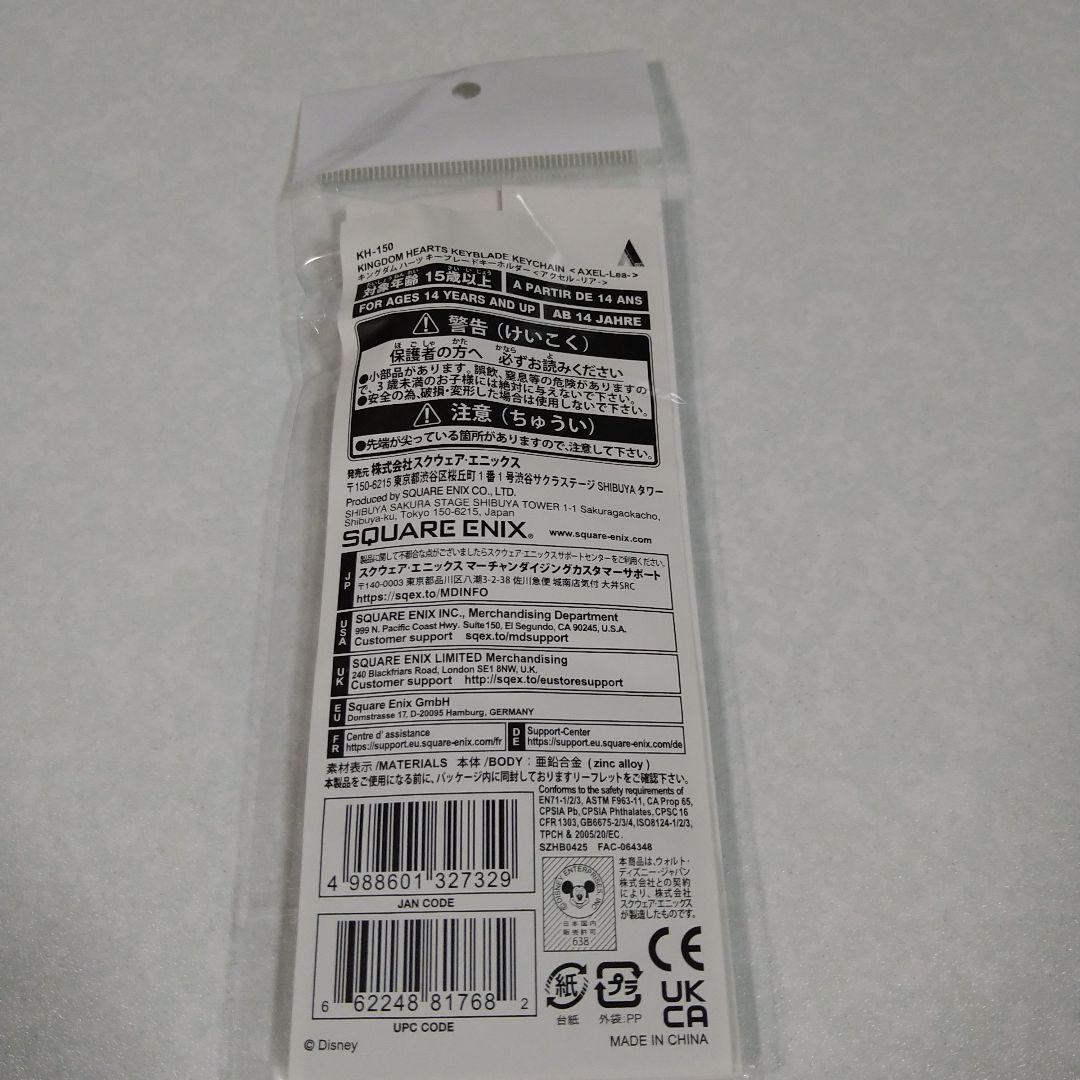 KH-150
KINGDOM HEARTS KEYBLADE KEYCHAIN <AXEL-Lea->
キングダム ハーツ キーブレードキーホルダー <アクセル -リア->
対象年齢 15歳以上
A PARTIR DE 14 ANS
FOR AGES 14 YEARS AND UP
AB 14 JAHRE
警告(けいこく)
保護者の方へ 必ずお読みください
●小部品があります。誤飲、窒息等の危険がありますの
で、3歳未満のお子様には絶対に与えないで下さい。
●安全の為、破損・変形した場合は使用しないで下さい。
注意(ちゅうい)
●先端が尖っている箇所がありますので、注意して下さい。
発売元 株式会社スクウェア・エニックス
〒150-6215 東京都渋谷区桜丘町1番1号渋谷サクラステージ SHIBUYA タワー
Produced by SQUARE ENIX CO., LTD.
SHIBUYA SAKURA STAGE SHIBUYA TOWER 1-1 Sakuragaokacho,
Shibuya-ku, Tokyo 150-6215, Japan
SQUARE ENIX® www.square-enix.com
JP
製品に関して不都合な点がございましたらスクウェア・エニックスサポートセンターをご利用ください。
スクウェア・エニックス マーチャンダイジングカスタマーサポート
〒140-0003 東京都品川区八潮3-2-38 佐川急便 城南店気付 大井SRC
https://sqex.to/MDINFO
USA
SQUARE ENIX INC., Merchandising Department
999 N. Pacific Coast Hwy. Suite150, El Segundo, CA 90245, U.S.A.
Customer support sqex.to/mdsupport
UK
SQUARE ENIX LIMITED Merchandising
240 Blackfriars Road, London SE1 8NW, U.K.
Customer support http://sqex.to/eustoresupport
EU
Square Enix GmbH
Domstrasse 17, D-20095 Hamburg, GERMANY
FR
Centre d' assistance
https://support.eu.square-enix.com/fr
DE
Support-Center
https://support.eu.square-enix.com/de
素材表示/MATERIALS 本体/BODY:亜鉛合金(zinc alloy)
本製品をご使用になる前に、パッケージ内に同封しておりますリーフレットをご確認下さい。
Conforms to the safety requirements of
EN71-1/2/3, ASTM F963-11, CA Prop 65,
CPSIA Pb, CPSIA Phthalates, CPSC 16
CFR 1303, GB6675-2/3/4, ISO8124-1/2/3,
TPCH & 2005/20/EC.
SZHB0425 FAC-064348
4 988601 327329
JAN CODE
6 62248 81768 2
UPC CODE
© DISNEY ENTERPRISES INC
日本国内
販売許可
638
本商品は、ウォルト・
ディズニー・ジャパン
株式会社との契約
により、株式会社
スクウェア・エニックス
が製造したものです。
紙
台紙
プラ
外袋:PP
CE
UK
CA
© Disney
MADE IN CHINA